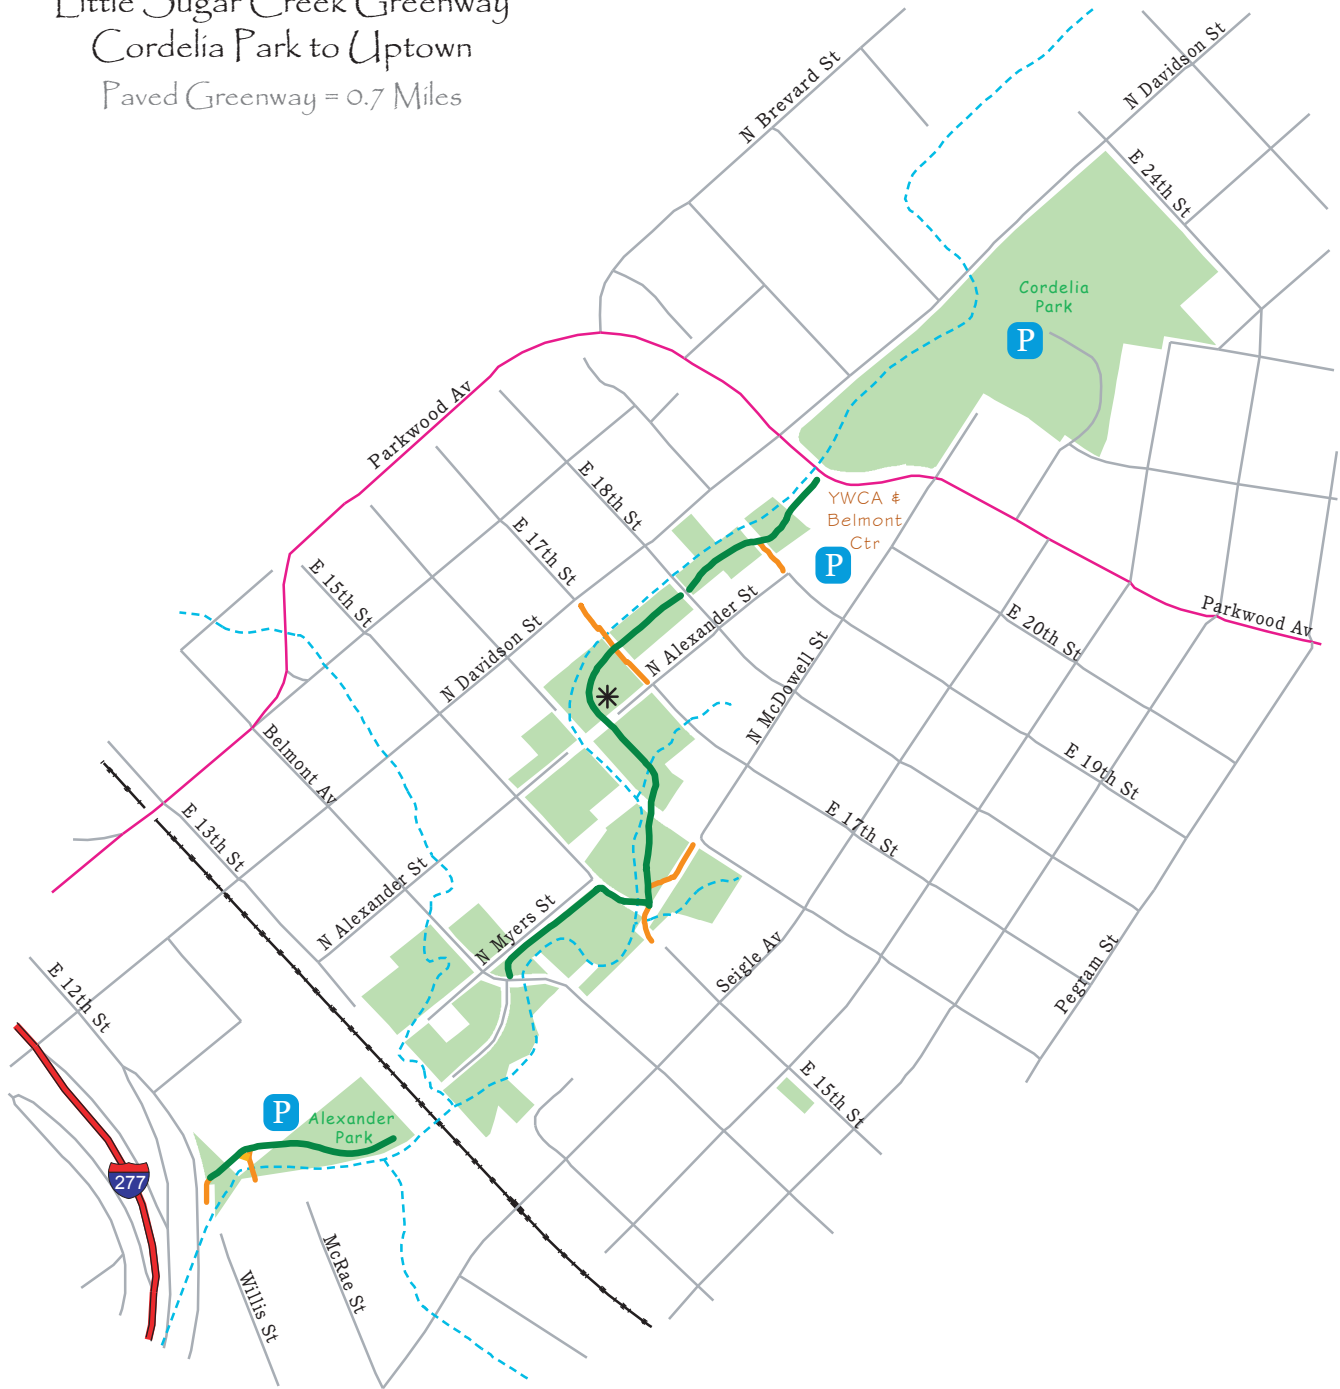 Little Sugar Creek Greenway
Cordelia Park to Uptown
Paved Greenway = 0.7 Miles
N Brevard St
N Davidson St
E 24th St
Cordelia
Park
P
Parkwood Av
E 18th St
YWCA &
Belmont
Ctr
P
E 17th St
E 15th St
N Alexander St
Parkwood Av
E 20th St
N Davidson St
N McDowell St
Belmont Av
E 19th St
E 13th St
E 17th St
N Alexander St
N Myers St
Seigle Av
Pegram St
E 12th St
E 15th St
P
Alexander
Park
277
McRae St
Willis St